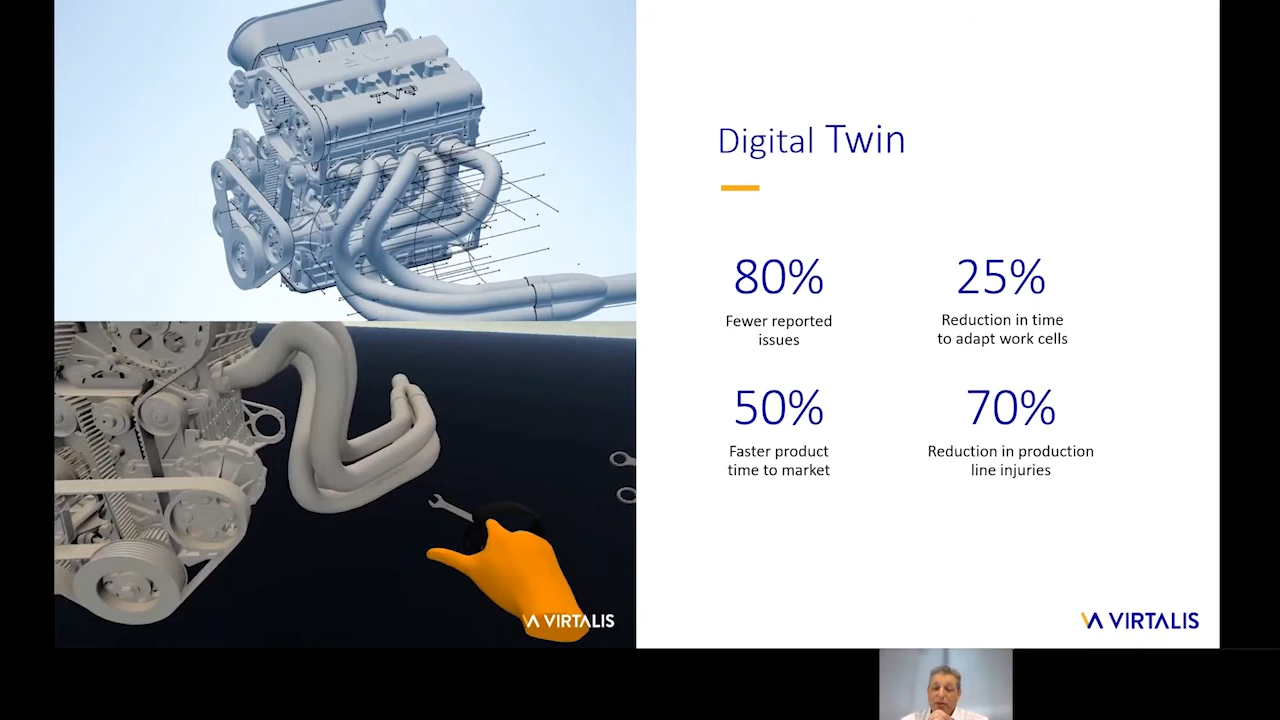 TVR
VIRTALIS
Digital Twin
80%
Fewer reported
issues
25%
Reduction in time
to adapt work cells
50%
Faster product
time to market
70%
Reduction in production
line injuries
VIRTALIS